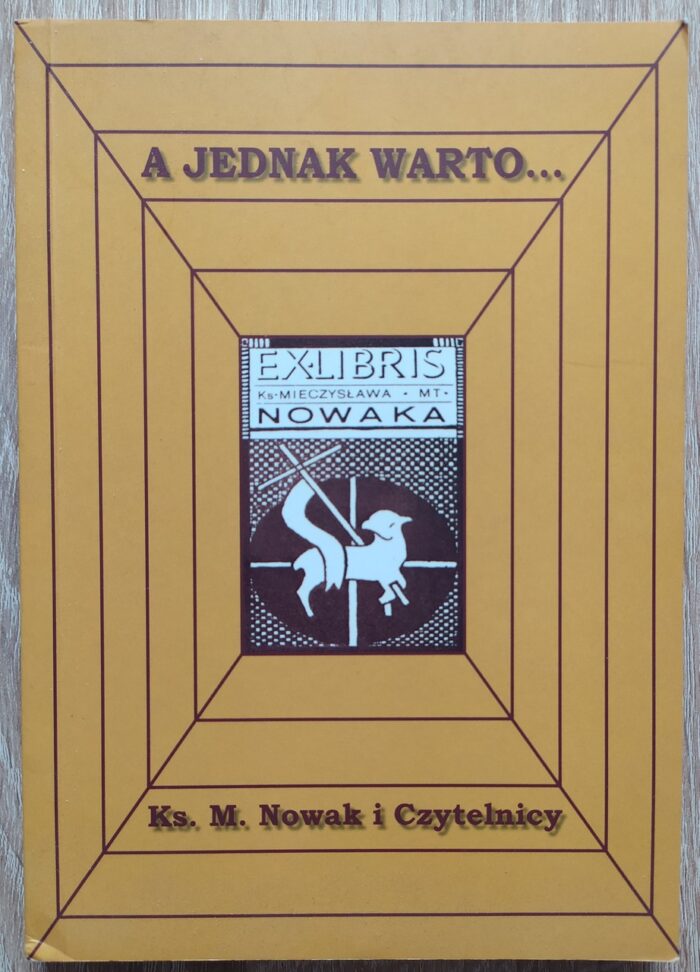 A JEDNAK WARTO...
EX·LIBRIS
Ks·MIECZYSŁAWA · MT·
NOWAKA
Ks. M. Nowak i Czytelnicy